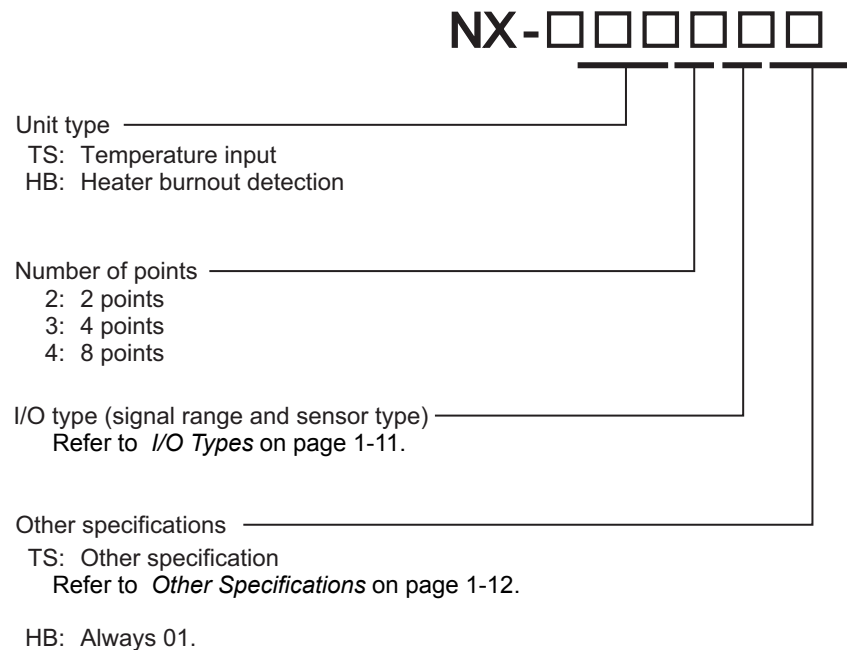 NX-□□□□□□
Unit type
TS: Temperature input
HB: Heater burnout detection
Number of points
2: 2 points
3: 4 points
4: 8 points
I/O type (signal range and sensor type)
Refer to I/O Types on page 1-11.
Other specifications
TS: Other specification
Refer to Other Specifications on page 1-12.
HB: Always 01.